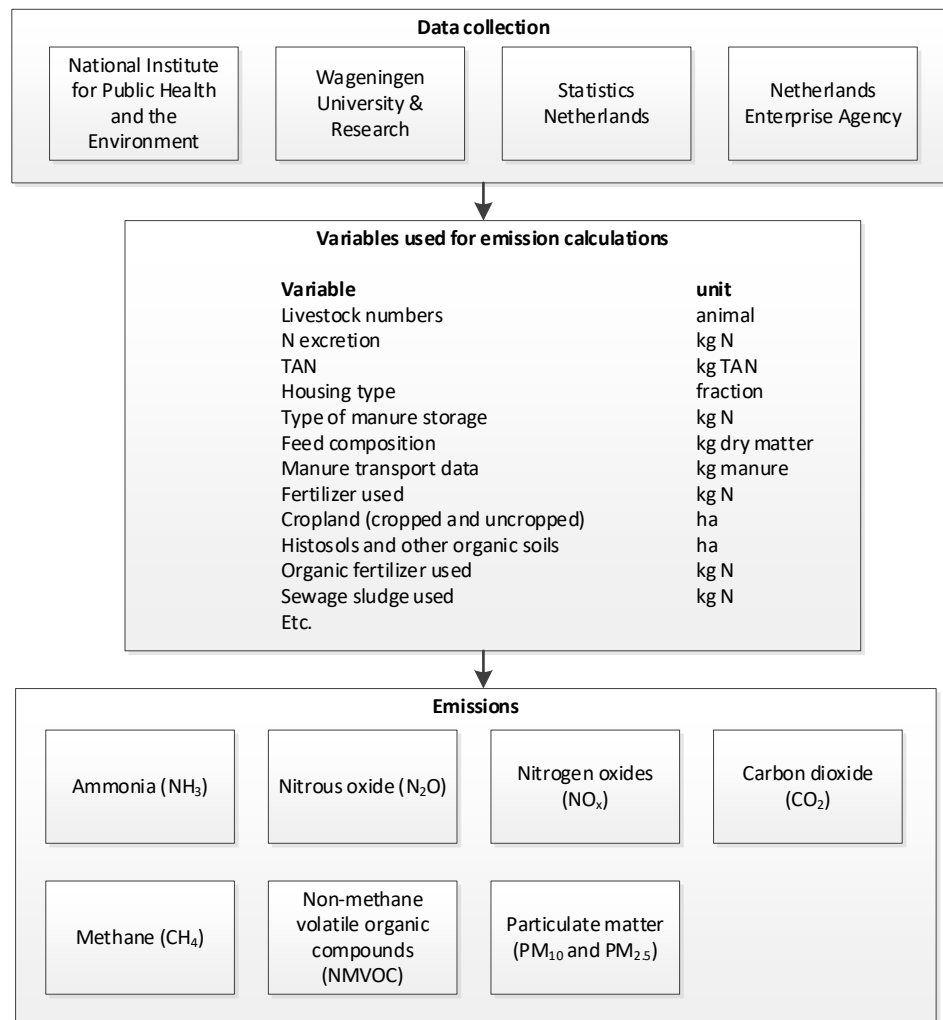 Data collection
National Institute
for Public Health
and the
Environment
Wageningen
University &
Research
Statistics
Netherlands
Netherlands
Enterprise Agency
Variables used for emission calculations
Variable unit
Livestock numbers animal
N excretion kg N
TAN kg TAN
Housing type fraction
Type of manure storage kg N
Feed composition kg dry matter
Manure transport data kg manure
Fertilizer used kg N
Cropland (cropped and uncropped) ha
Histosols and other organic soils ha
Organic fertilizer used kg N
Sewage sludge used kg N
Etc.
Emissions
Ammonia (NH₃)
Nitrous oxide (N₂O)
Nitrogen oxides
(NOₓ)
Carbon dioxide
(CO₂)
Methane (CH₄)
Non-methane
volatile organic
compounds
(NMVOC)
Particulate matter
(PM₁₀ and PM₂.₅)